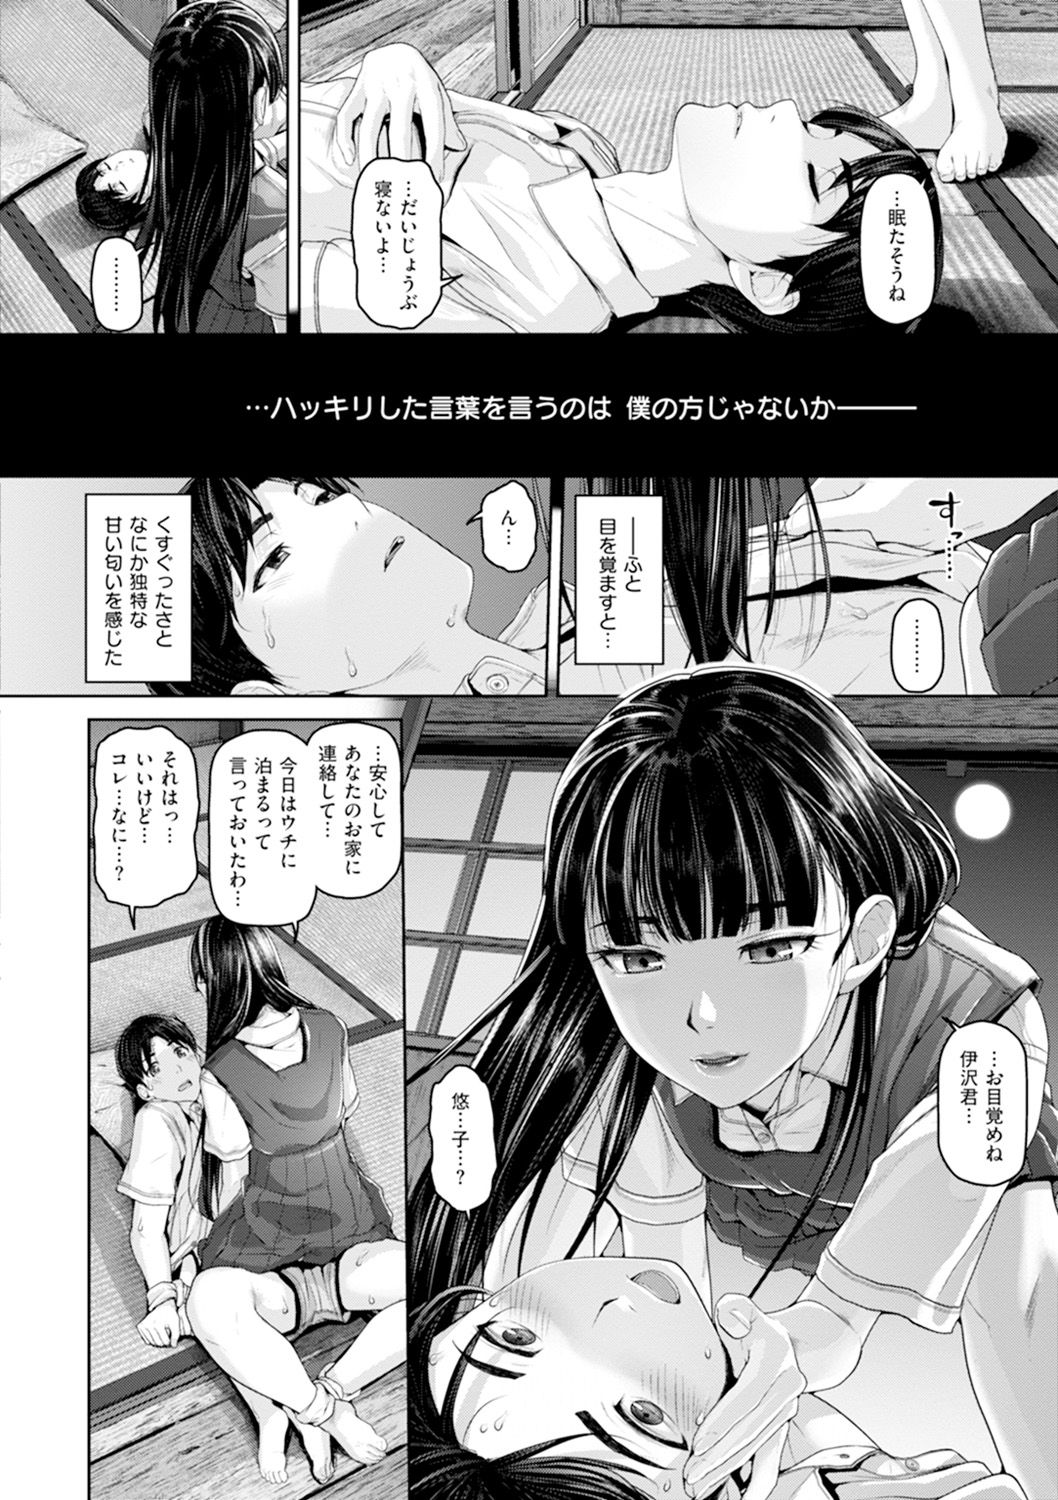 …眠たそうね
…だいじょうぶ
寝ないよ…
………
…ハッキリした言葉を言うのは 僕の方じゃないか―――
すっ……
………
――ふと
目を覚ますと…
ん…
くすぐったさと
なにか独特な
甘い匂いを感じた
…お目覚めね
伊沢君…
悠…子…?
…安心して
あなたのお家に
連絡して…
今日はウチに
泊まるって
言っておいたわ…
それはっ…
いいけど…
コレ…なに…?